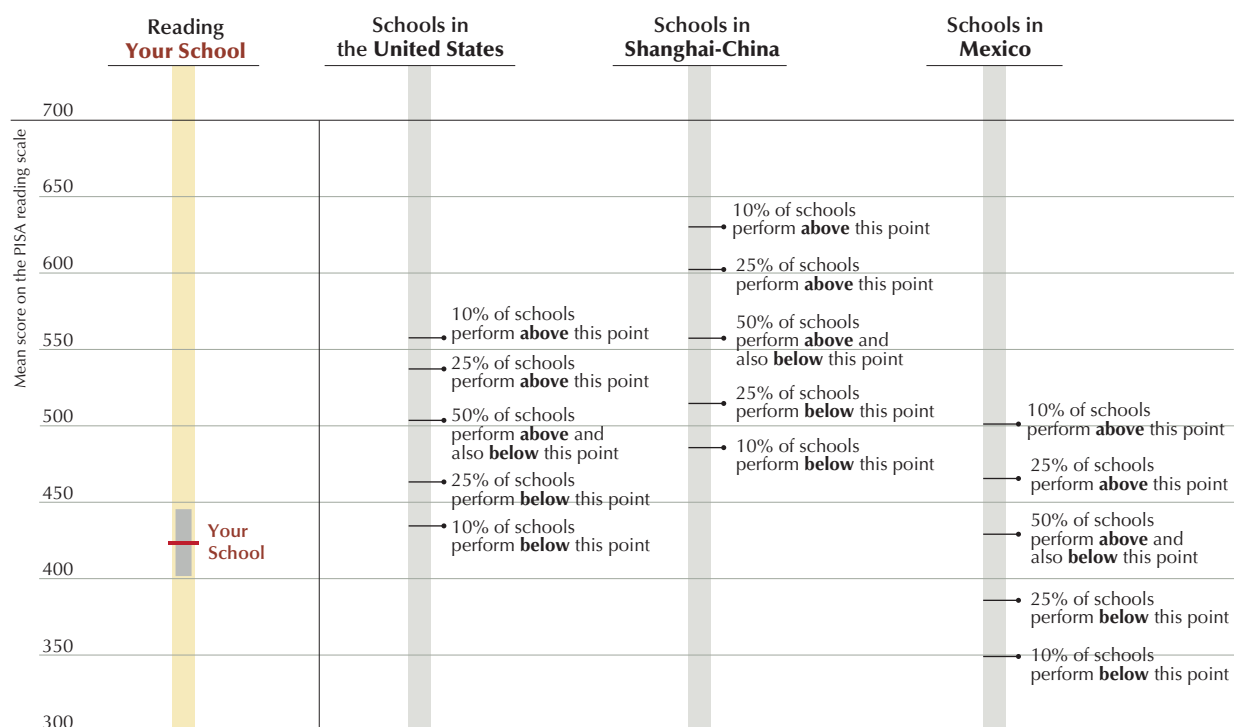 Reading
Your School
Schools in
the United States
Schools in
Shanghai-China
Schools in
Mexico
Mean score on the PISA reading scale
700
650
600
550
500
450
400
350
300
Your
School
10% of schools
perform above this point
25% of schools
perform above this point
50% of schools
perform above and
also below this point
25% of schools
perform below this point
10% of schools
perform below this point
10% of schools
perform above this point
25% of schools
perform above this point
50% of schools
perform above and
also below this point
25% of schools
perform below this point
10% of schools
perform below this point
10% of schools
perform above this point
25% of schools
perform above this point
50% of schools
perform above and
also below this point
25% of schools
perform below this point
10% of schools
perform below this point